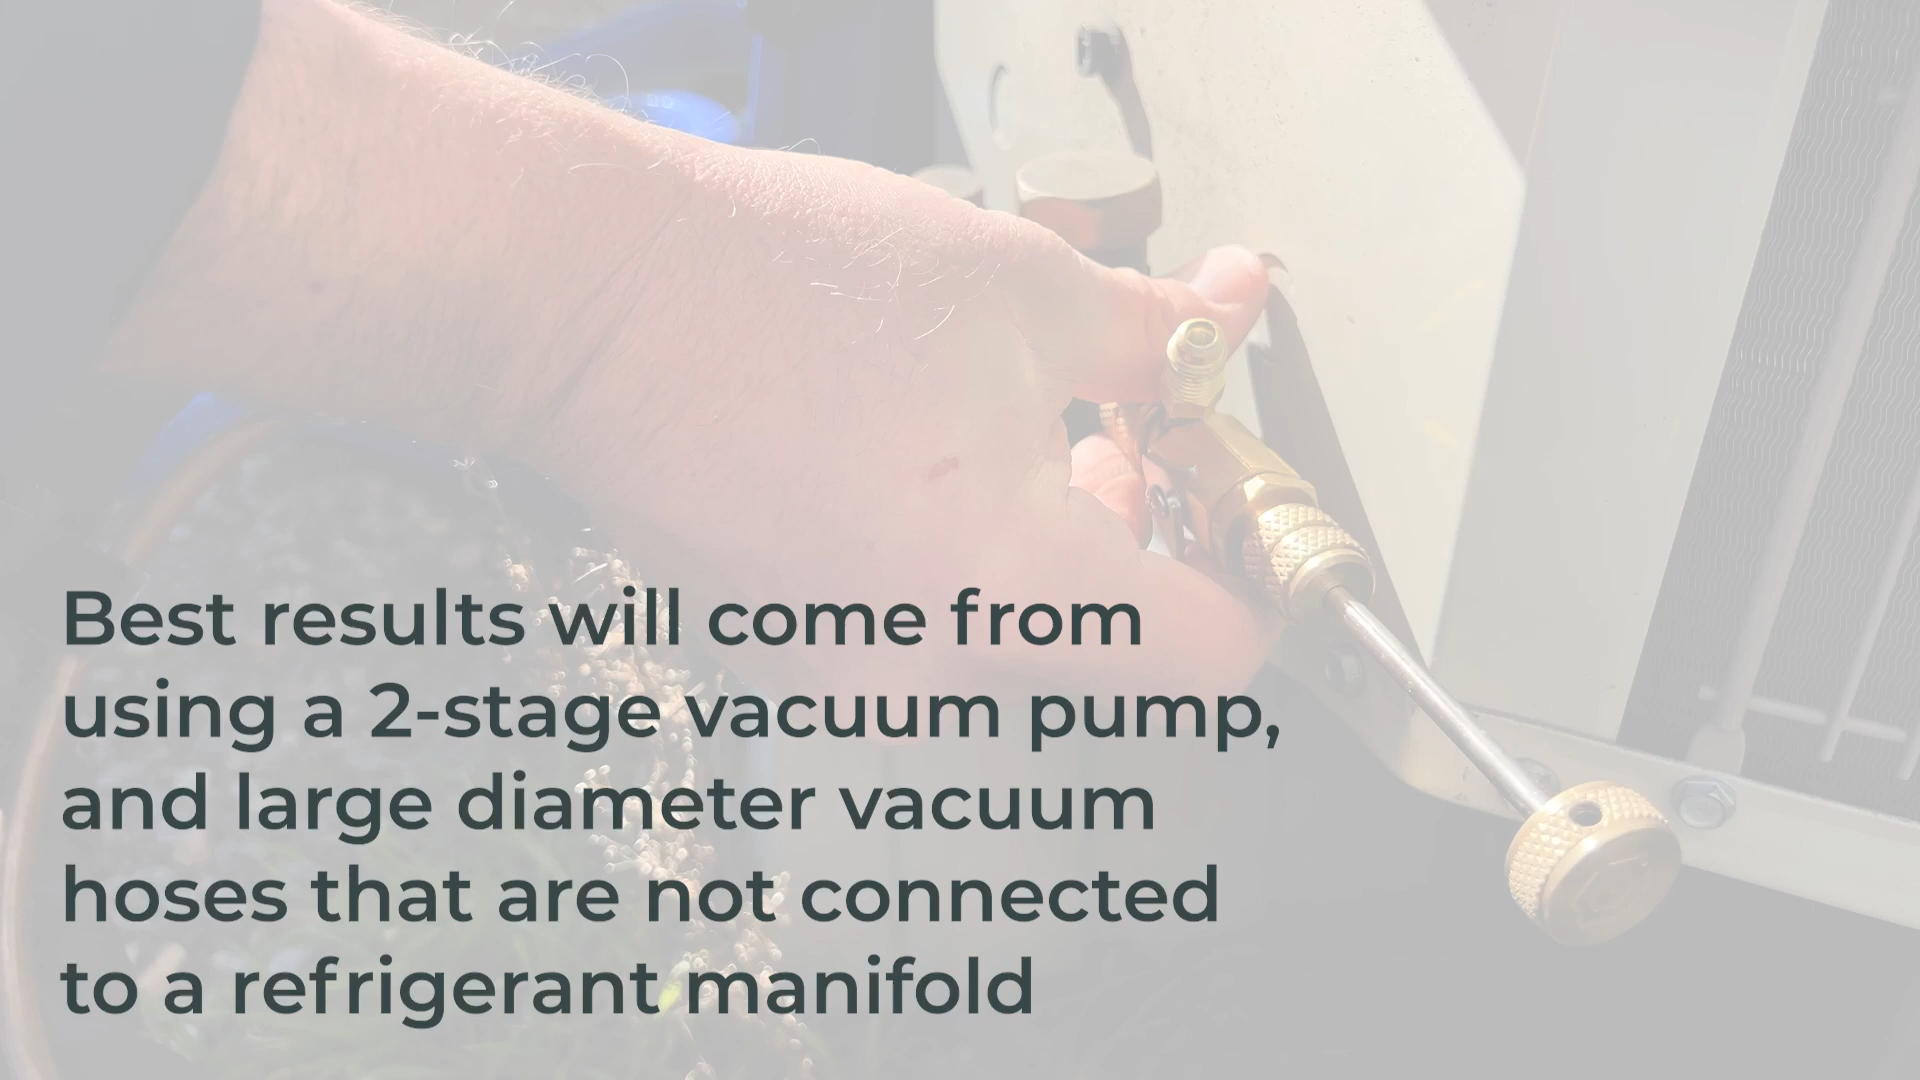 Best results will come from
using a 2-stage vacuum pump,
and large diameter vacuum
hoses that are not connected
to a refrigerant manifold